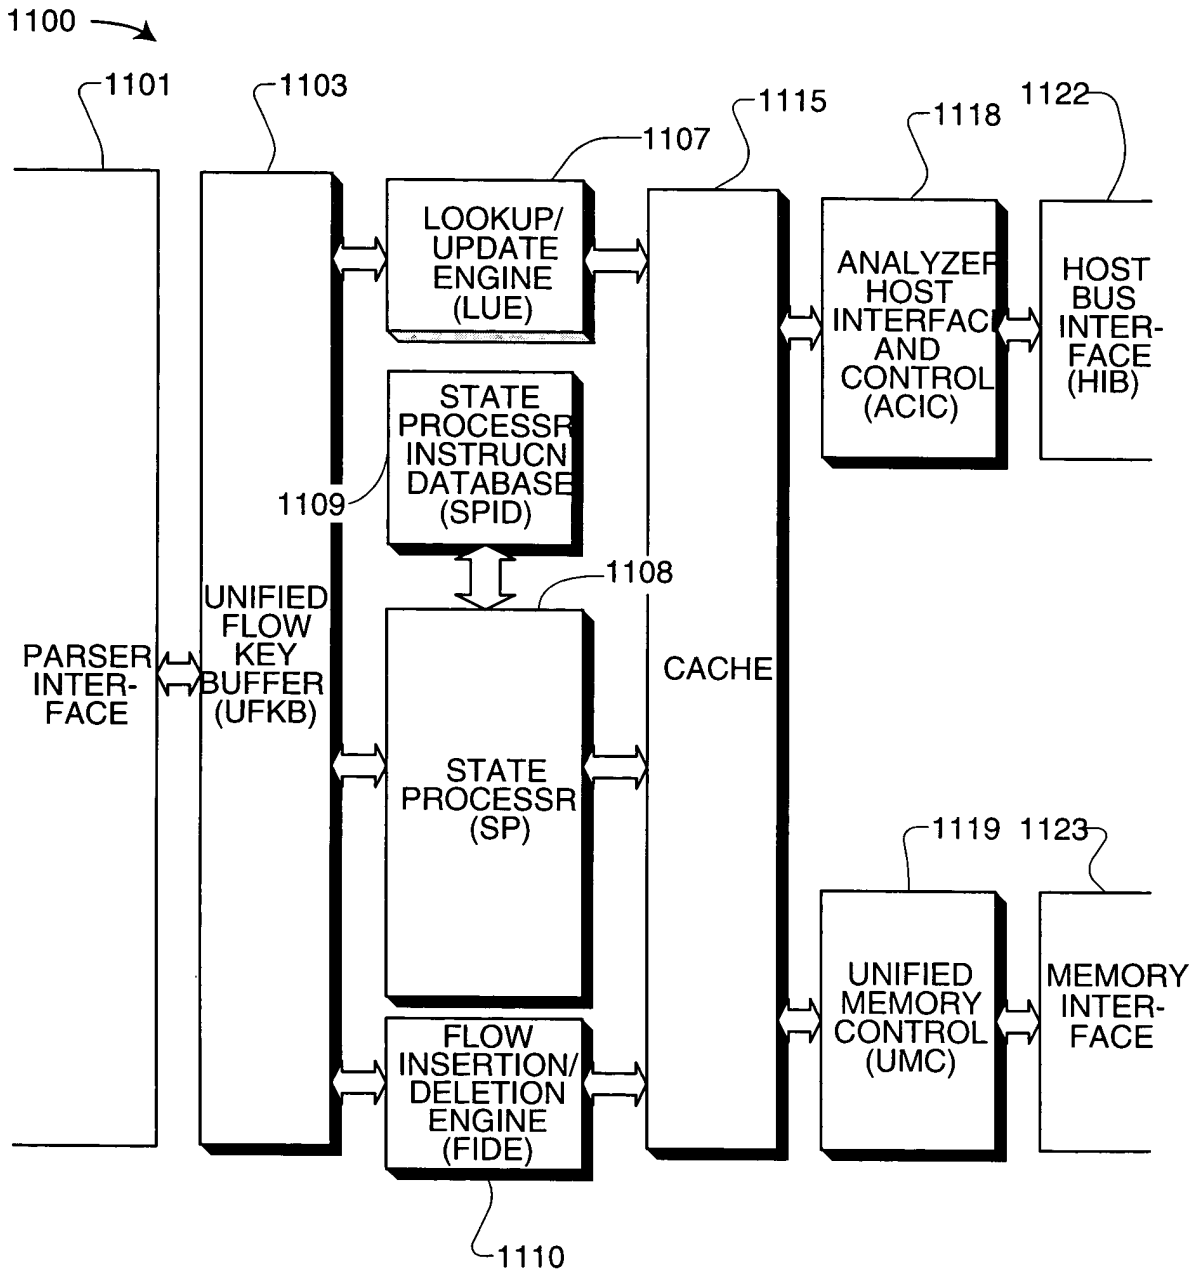 1100
1101
1103
1107
1115
1118
1122
LOOKUP/
UPDATE
ENGINE
(LUE)
ANALYZER
HOST
INTERFACE
AND
CONTROL
(ACIC)
HOST
BUS
INTER-
FACE
(HIB)
STATE
PROCESSR
INSTRUCN
DATABASE
(SPID)
1109
1108
UNIFIED
FLOW
KEY
BUFFER
(UFKB)
PARSER
INTER-
FACE
CACHE
STATE
PROCESSR
(SP)
1119
1123
UNIFIED
MEMORY
CONTROL
(UMC)
MEMORY
INTER-
FACE
FLOW
INSERTION/
DELETION
ENGINE
(FIDE)
1110